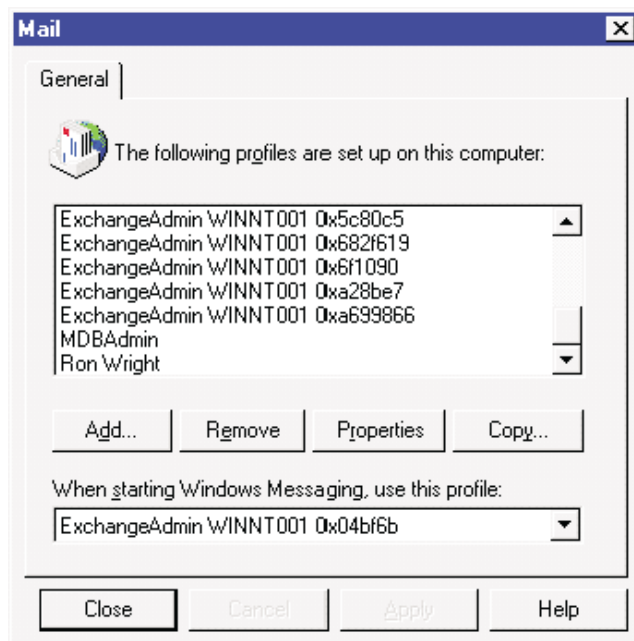 Mail
General
The following profiles are set up on this computer:
ExchangeAdmin WINNT001 0x5c80c5
ExchangeAdmin WINNT001 0x682f619
ExchangeAdmin WINNT001 0x6f1090
ExchangeAdmin WINNT001 0xa28be7
ExchangeAdmin WINNT001 0xa699866
MDBAdmin
Ron Wright
Add... Remove Properties Copy...
When starting Windows Messaging, use this profile:
ExchangeAdmin WINNT001 0x04bf6b
Close Cancel Apply Help